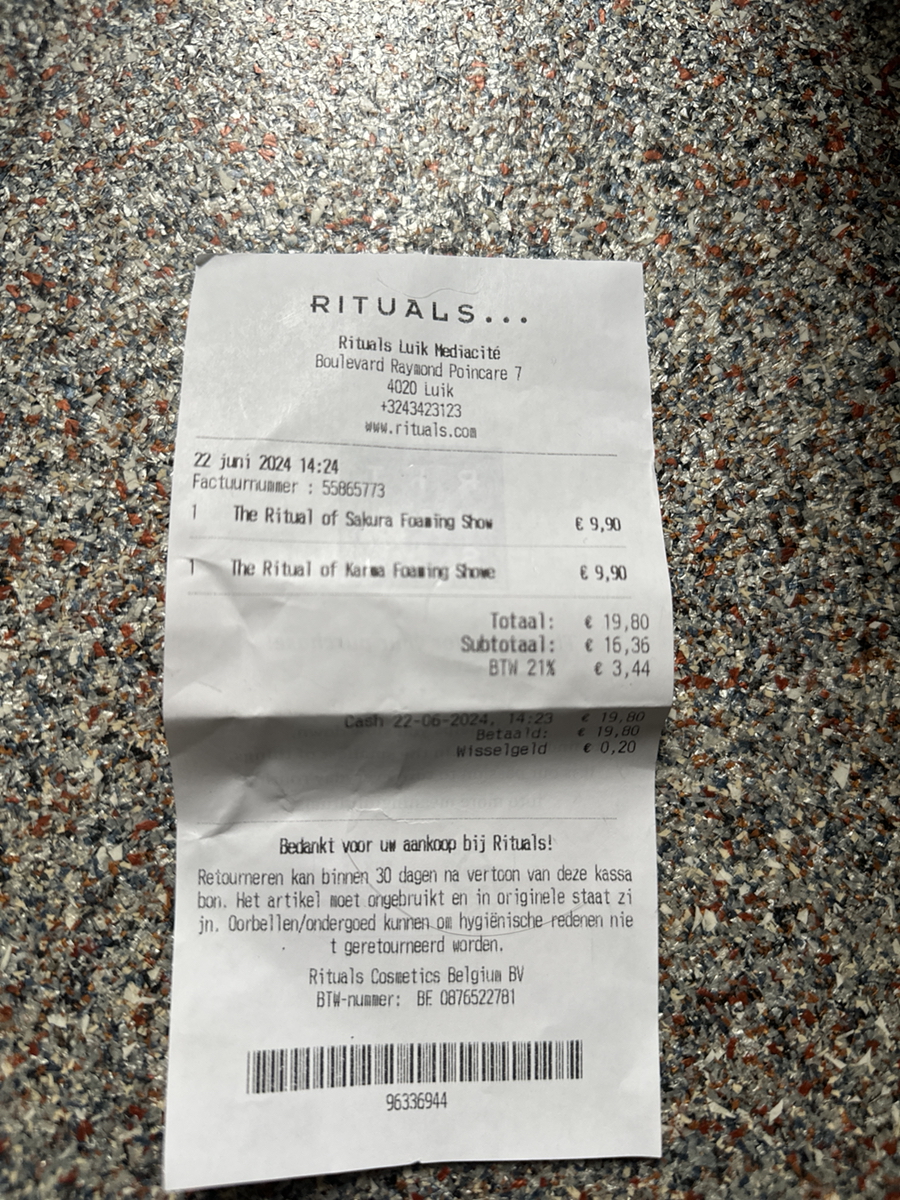 RITUALS...
Rituals Luik Mediacité
Boulevard Raymond Poincare 7
4020 Luik
+3243423123
www.rituals.com
22 juni 2024 14:24
Factuurnummer : 55865773
1 The Ritual of Sakura Foaming Show € 9,90
1 The Ritual of Karma Foaming Showe € 9,90
Totaal: € 19,80
Subtotaal: € 16,36
BTW 21% € 3,44
Cash 22-06-2024, 14:23 € 19,80
Betaald: € 19,80
Wisselgeld € 0,20
Bedankt voor uw aankoop bij Rituals!
Retourneren kan binnen 30 dagen na vertoon van deze kassa
bon. Het artikel moet ongebruikt en in originele staat zi
jn. Oorbellen/ondergoed kunnen om hygiënische redenen nie
t geretourneerd worden.
Rituals Cosmetics Belgium BV
BTW-nummer: BE 0876522781
96336944